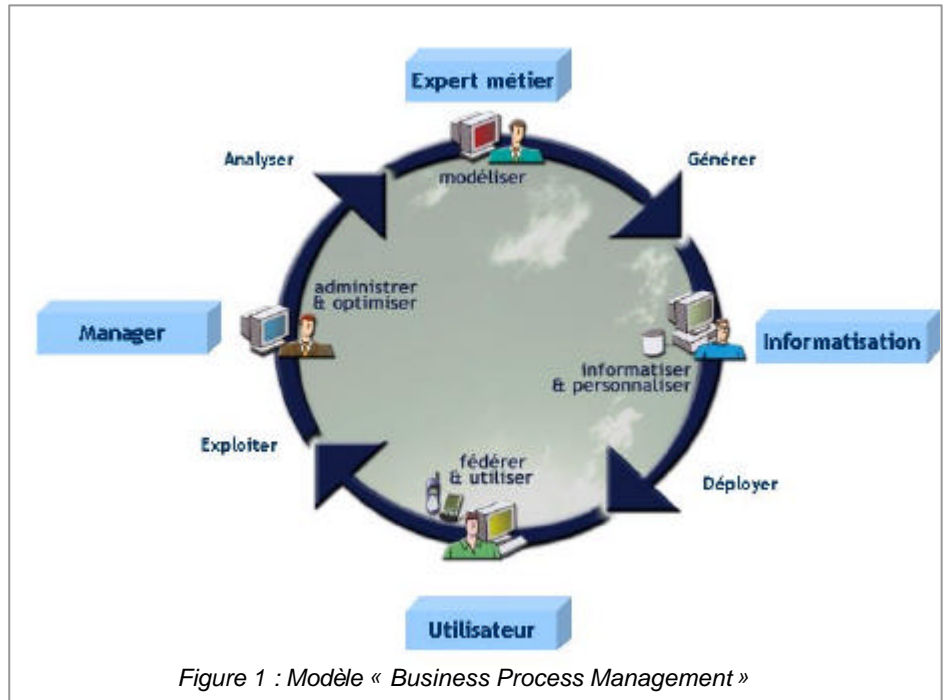 Expert métier
Analyser
Générer
modéliser
administrer
& optimiser
Manager
Informatisation
informatiser
& personnaliser
Exploiter
fédérer
& utiliser
Déployer
Utilisateur
Figure 1 : Modèle « Business Process Management »